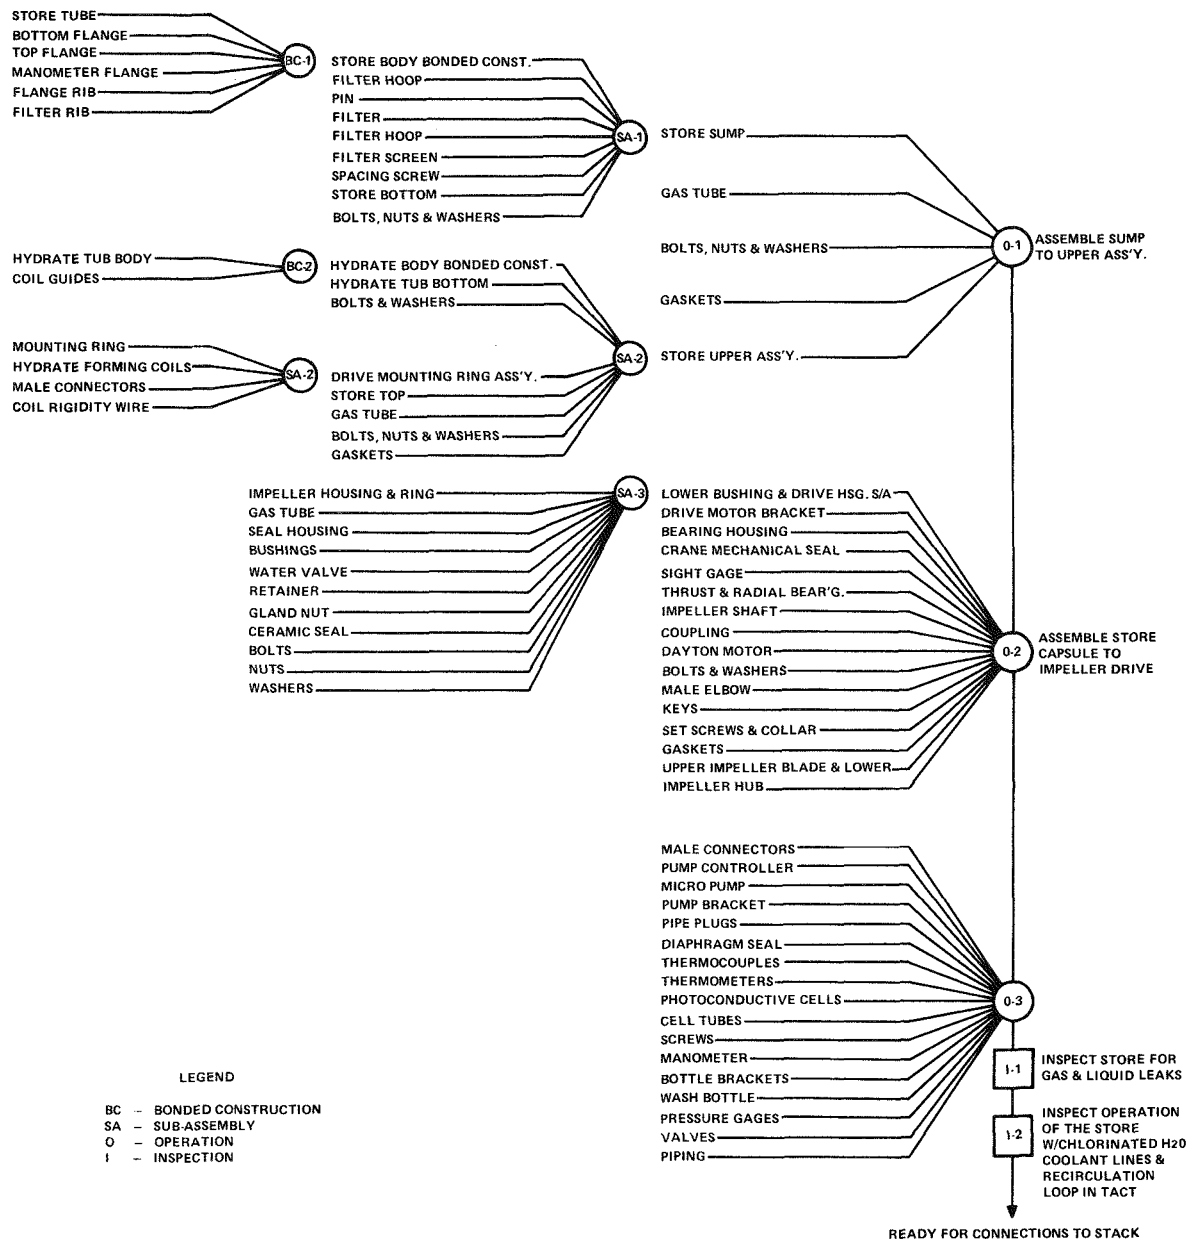 STORE TUBE
BOTTOM FLANGE
TOP FLANGE
MANOMETER FLANGE
FLANGE RIB
FILTER RIB
BC-1
STORE BODY BONDED CONST.
FILTER HOOP
PIN
FILTER
FILTER HOOP
FILTER SCREEN
SPACING SCREW
STORE BOTTOM
BOLTS, NUTS & WASHERS
SA-1
HYDRATE TUB BODY
COIL GUIDES
BC-2
HYDRATE BODY BONDED CONST.
HYDRATE TUB BOTTOM
BOLTS & WASHERS
MOUNTING RING
HYDRATE FORMING COILS
MALE CONNECTORS
COIL RIGIDITY WIRE
SA-2
DRIVE MOUNTING RING ASS'Y.
STORE TOP
GAS TUBE
BOLTS, NUTS & WASHERS
GASKETS
SA-2
STORE SUMP
GAS TUBE
BOLTS, NUTS & WASHERS
GASKETS
STORE UPPER ASS'Y.
0-1
ASSEMBLE SUMP
TO UPPER ASS'Y.
IMPELLER HOUSING & RING
GAS TUBE
SEAL HOUSING
BUSHINGS
WATER VALVE
RETAINER
GLAND NUT
CERAMIC SEAL
BOLTS
NUTS
WASHERS
SA-3
LOWER BUSHING & DRIVE HSG. S/A
DRIVE MOTOR BRACKET
BEARING HOUSING
CRANE MECHANICAL SEAL
SIGHT GAGE
THRUST & RADIAL BEAR'G.
IMPELLER SHAFT
COUPLING
DAYTON MOTOR
BOLTS & WASHERS
MALE ELBOW
KEYS
SET SCREWS & COLLAR
GASKETS
UPPER IMPELLER BLADE & LOWER
IMPELLER HUB
0-2
ASSEMBLE STORE
CAPSULE TO
IMPELLER DRIVE
MALE CONNECTORS
PUMP CONTROLLER
MICRO PUMP
PUMP BRACKET
PIPE PLUGS
DIAPHRAGM SEAL
THERMOCOUPLES
THERMOMETERS
PHOTOCONDUCTIVE CELLS
CELL TUBES
SCREWS
MANOMETER
BOTTLE BRACKETS
WASH BOTTLE
PRESSURE GAGES
VALVES
PIPING
0-3
I-1
INSPECT STORE FOR
GAS & LIQUID LEAKS
I-2
INSPECT OPERATION
OF THE STORE
W/CHLORINATED H20
COOLANT LINES &
RECIRCULATION
LOOP IN TACT
READY FOR CONNECTIONS TO STACK
LEGEND
BC – BONDED CONSTRUCTION
SA – SUB-ASSEMBLY
O – OPERATION
I – INSPECTION